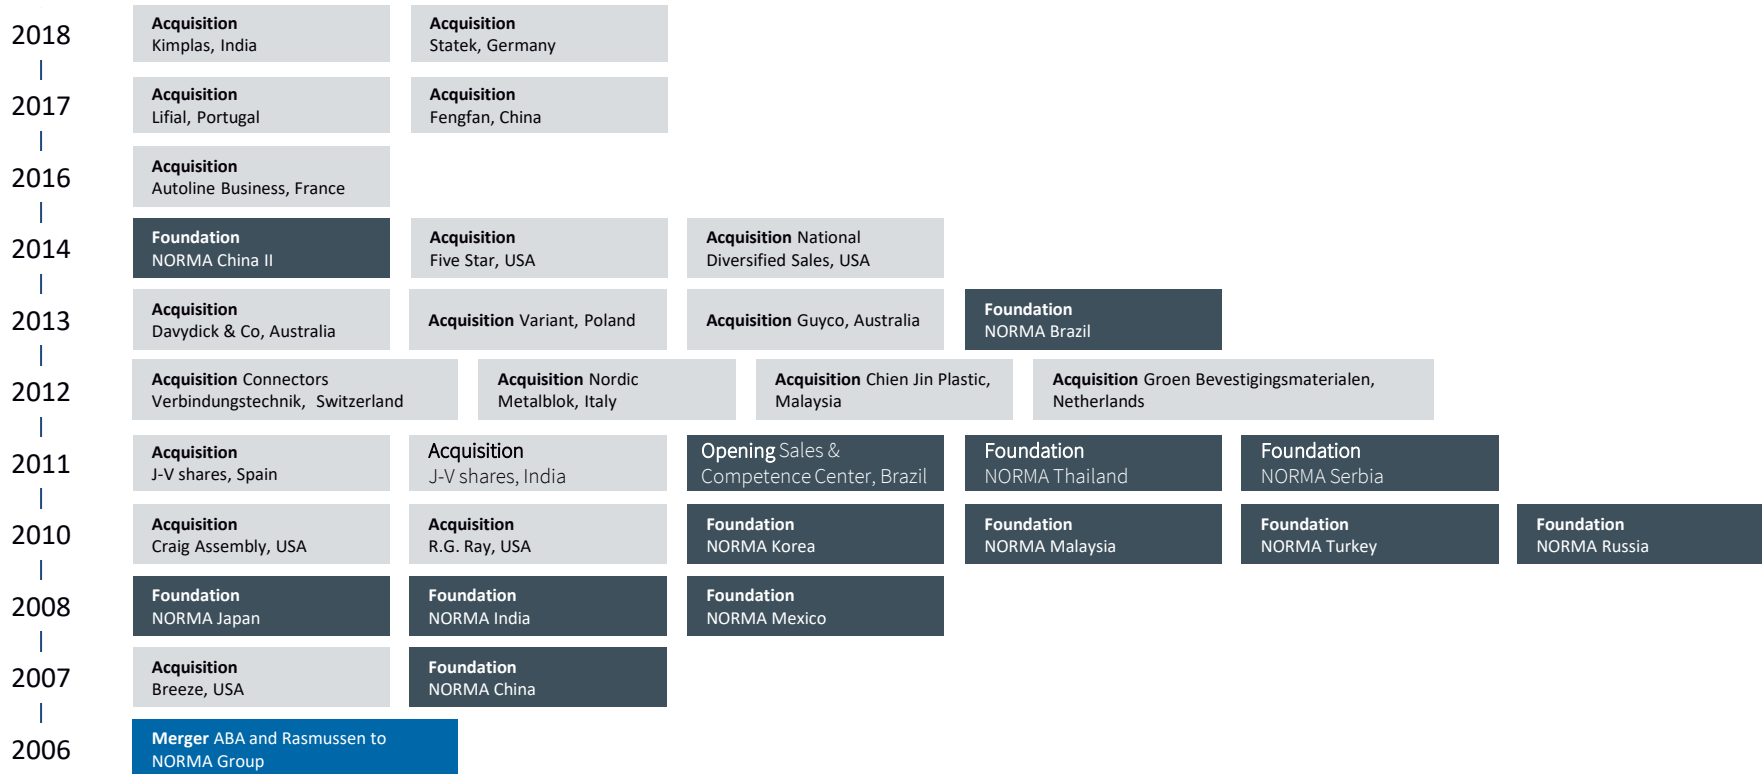 2018
Acquisition
Kimplas, India
Acquisition
Statek, Germany
2017
Acquisition
Lifial, Portugal
Acquisition
Fengfan, China
2016
Acquisition
Autoline Business, France
2014
Foundation
NORMA China II
Acquisition
Five Star, USA
Acquisition National
Diversified Sales, USA
2013
Acquisition
Davydick & Co, Australia
Acquisition Variant, Poland
Acquisition Guyco, Australia
Foundation
NORMA Brazil
2012
Acquisition Connectors
Verbindungstechnik, Switzerland
Acquisition Nordic
Metalblok, Italy
Acquisition Chien Jin Plastic,
Malaysia
Acquisition Groen Bevestigingsmaterialen,
Netherlands
2011
Acquisition
J-V shares, Spain
Acquisition
J-V shares, India
Opening Sales &
Competence Center, Brazil
Foundation
NORMA Thailand
Foundation
NORMA Serbia
2010
Acquisition
Craig Assembly, USA
Acquisition
R.G. Ray, USA
Foundation
NORMA Korea
Foundation
NORMA Malaysia
Foundation
NORMA Turkey
Foundation
NORMA Russia
2008
Foundation
NORMA Japan
Foundation
NORMA India
Foundation
NORMA Mexico
2007
Acquisition
Breeze, USA
Foundation
NORMA China
2006
Merger ABA and Rasmussen to
NORMA Group